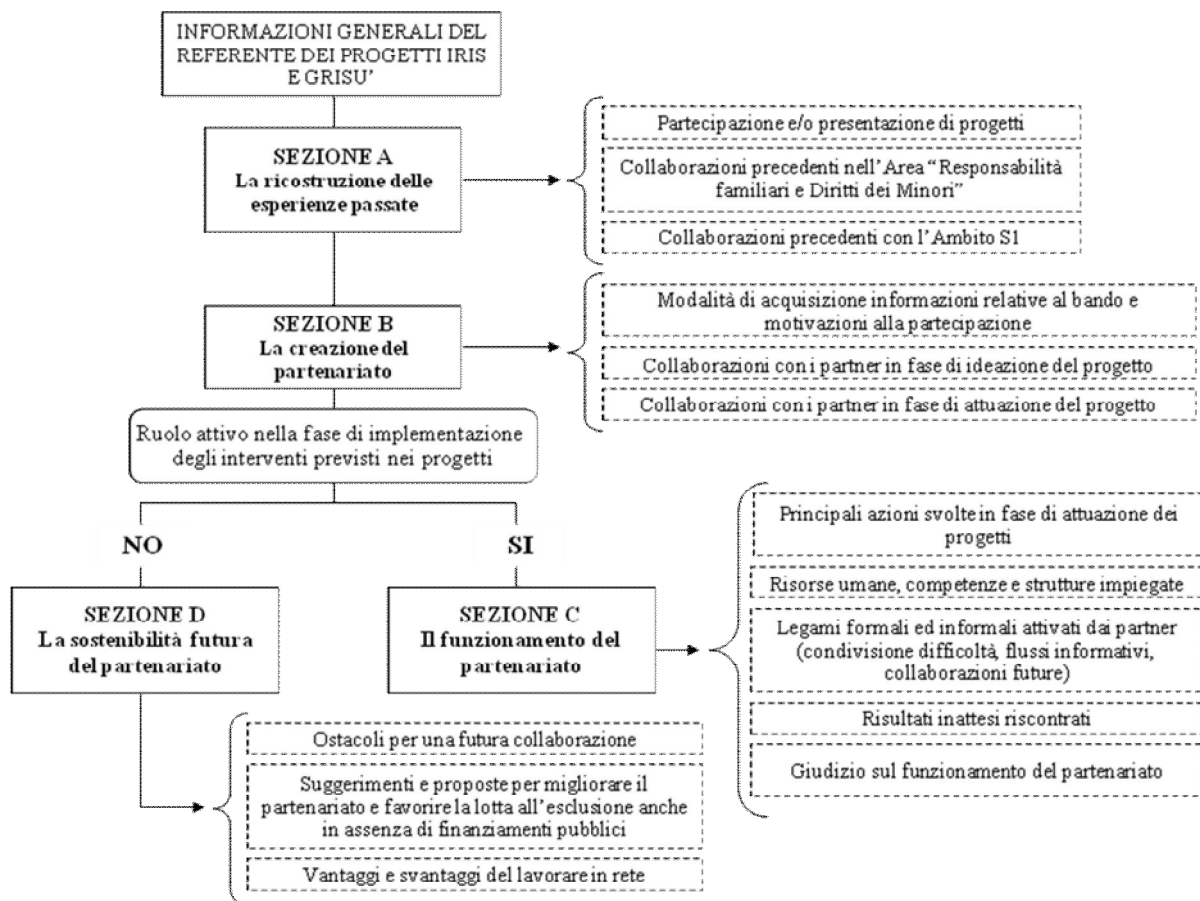 INFORMAZIONI GENERALI DEL
REFERENTE DEI PROGETTI IRIS
E GRISU'
SEZIONE A
La ricostruzione delle
esperienze passate
Partecipazione e/o presentazione di progetti
Collaborazioni precedenti nell'Area "Responsabilità
familiari e Diritti dei Minori"
Collaborazioni precedenti con l'Ambito S1
SEZIONE B
La creazione del
partenariato
Modalità di acquisizione informazioni relative al bando e
motivazioni alla partecipazione
Collaborazioni con i partner in fase di ideazione del progetto
Collaborazioni con i partner in fase di attuazione del progetto
Ruolo attivo nella fase di implementazione
degli interventi previsti nei progetti
NO
SI
SEZIONE D
La sostenibilità futura
del partenariato
SEZIONE C
Il funzionamento del
partenariato
Principali azioni svolte in fase di attuazione dei
progetti
Risorse umane, competenze e strutture impiegate
Legami formali ed informali attivati dai partner
(condivisione difficoltà, flussi informativi,
collaborazioni future)
Risultati inattesi riscontrati
Giudizio sul funzionamento del partenariato
Ostacoli per una futura collaborazione
Suggerimenti e proposte per migliorare il
partenariato e favorire la lotta all'esclusione anche
in assenza di finanziamenti pubblici
Vantaggi e svantaggi del lavorare in rete